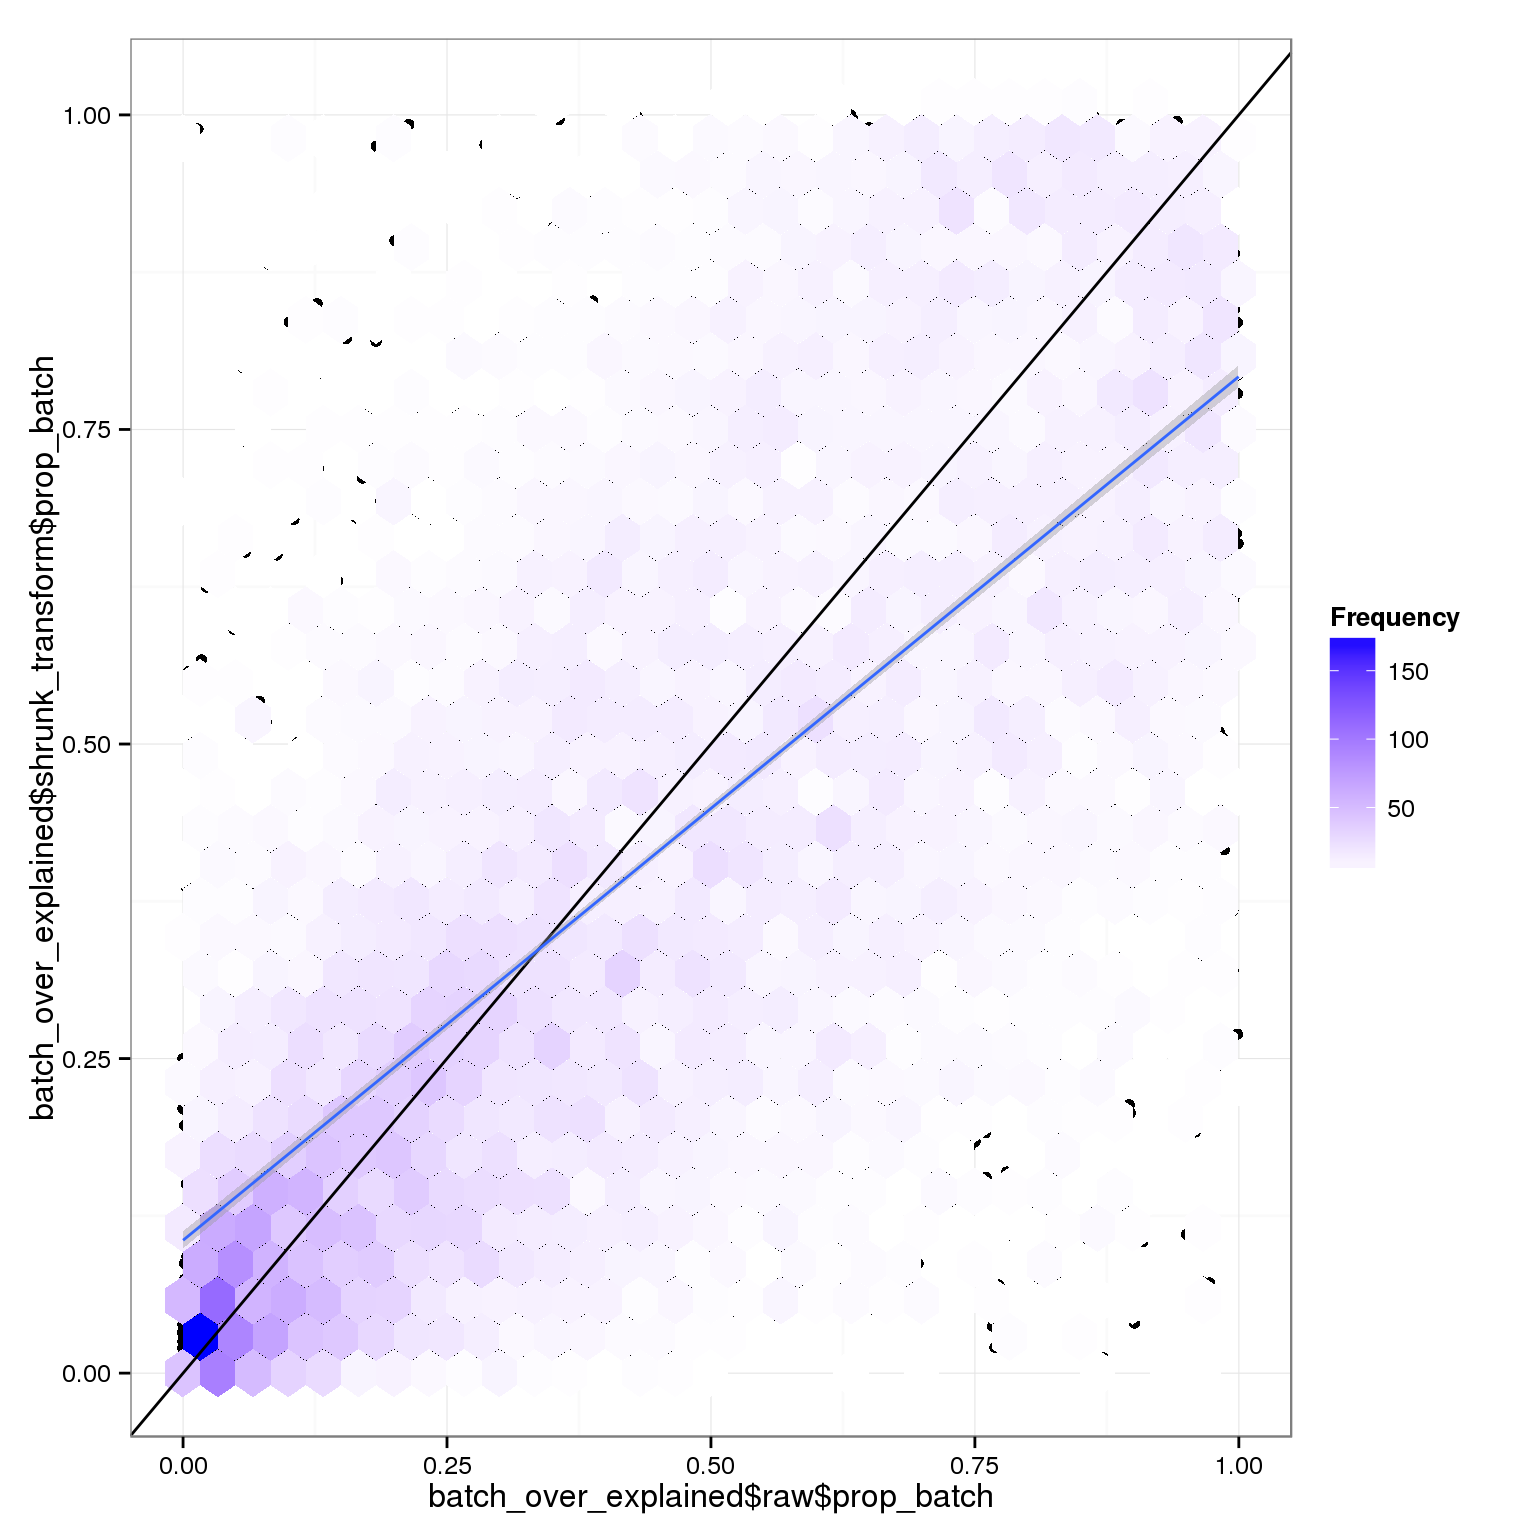 batch_over_explained$shrunk_transform$prop_batch
1.00
0.75
0.50
0.25
0.00
0.00 0.25 0.50 0.75 1.00
batch_over_explained$raw$prop_batch
Frequency
150
100
50